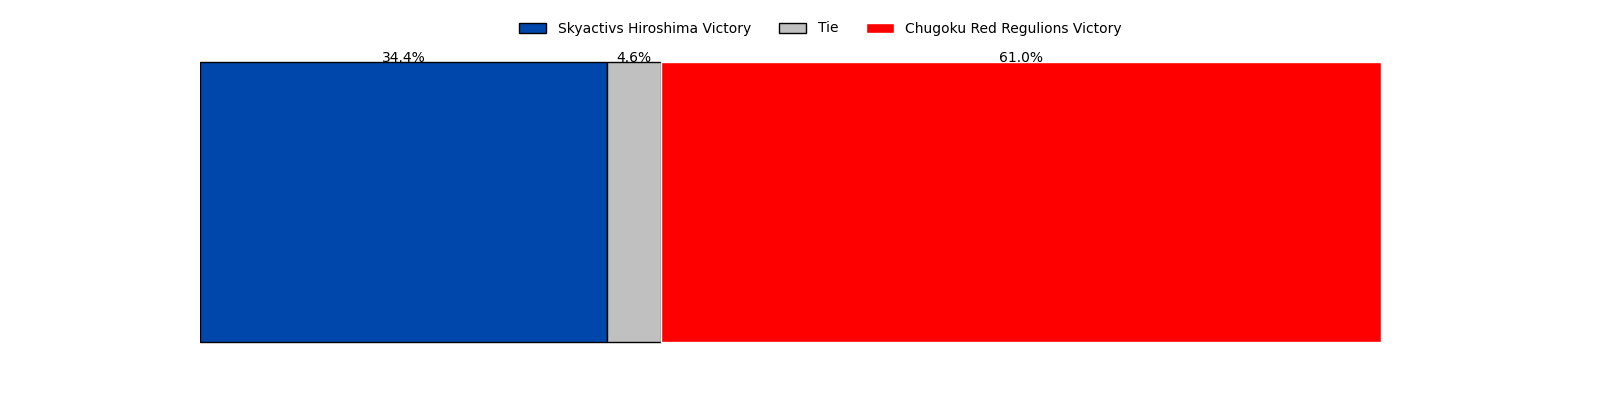 Skyactivs Hiroshima Victory Tie Chugoku Red Regulions Victory
34.4% 4.6% 61.0%